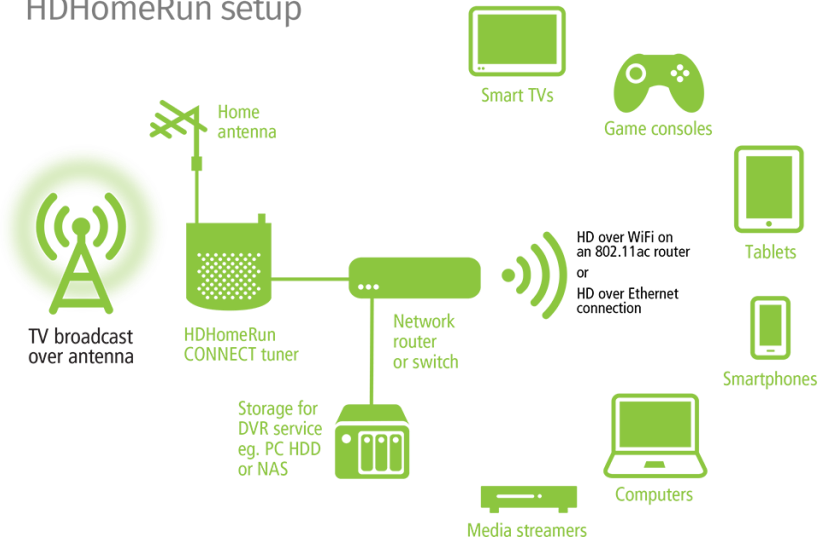 HDHomeRun setup
Smart TVs
Game consoles
Home
antenna
HD over WiFi on
an 802.11ac router
or
HD over Ethernet
connection
Tablets
TV broadcast
over antenna
HDHomeRun
CONNECT tuner
Network
router
or switch
Smartphones
Storage for
DVR service
eg. PC HDD
or NAS
Computers
Media streamers